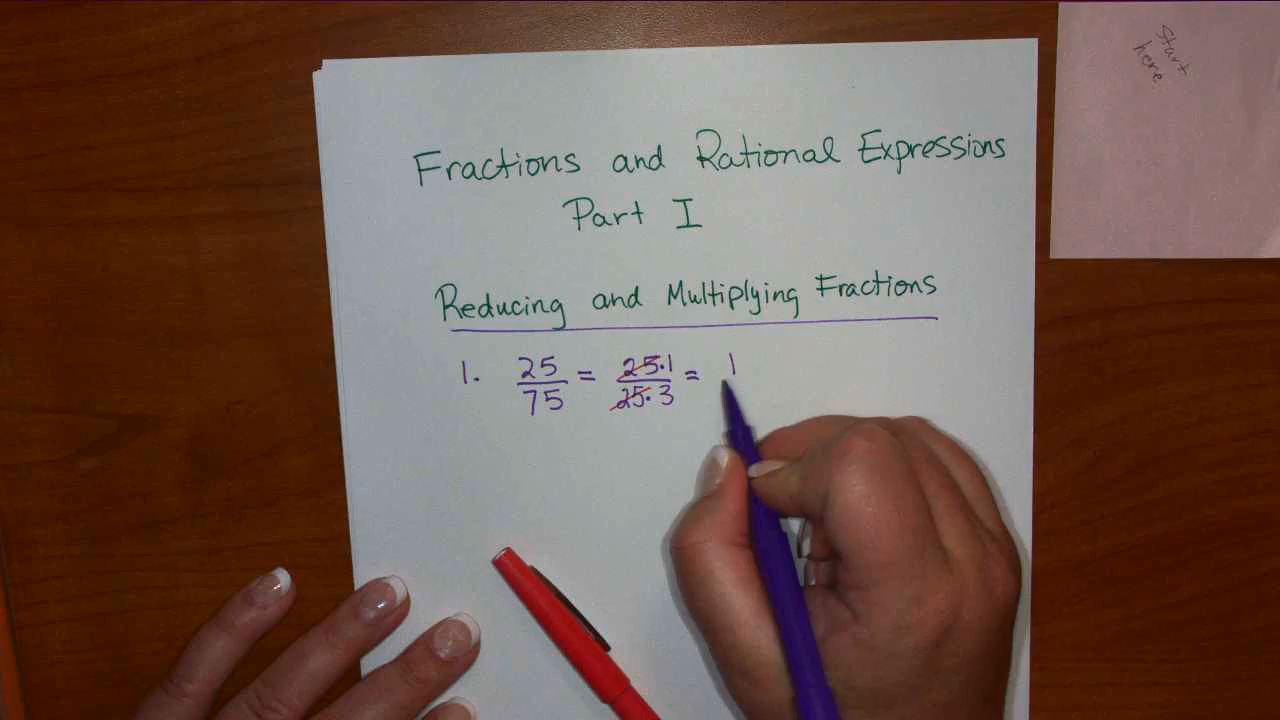 Start
here
Fractions and Rational Expressions
Part I
Reducing and Multiplying Fractions
1. 25/75 = 25·1/25·3 = 1